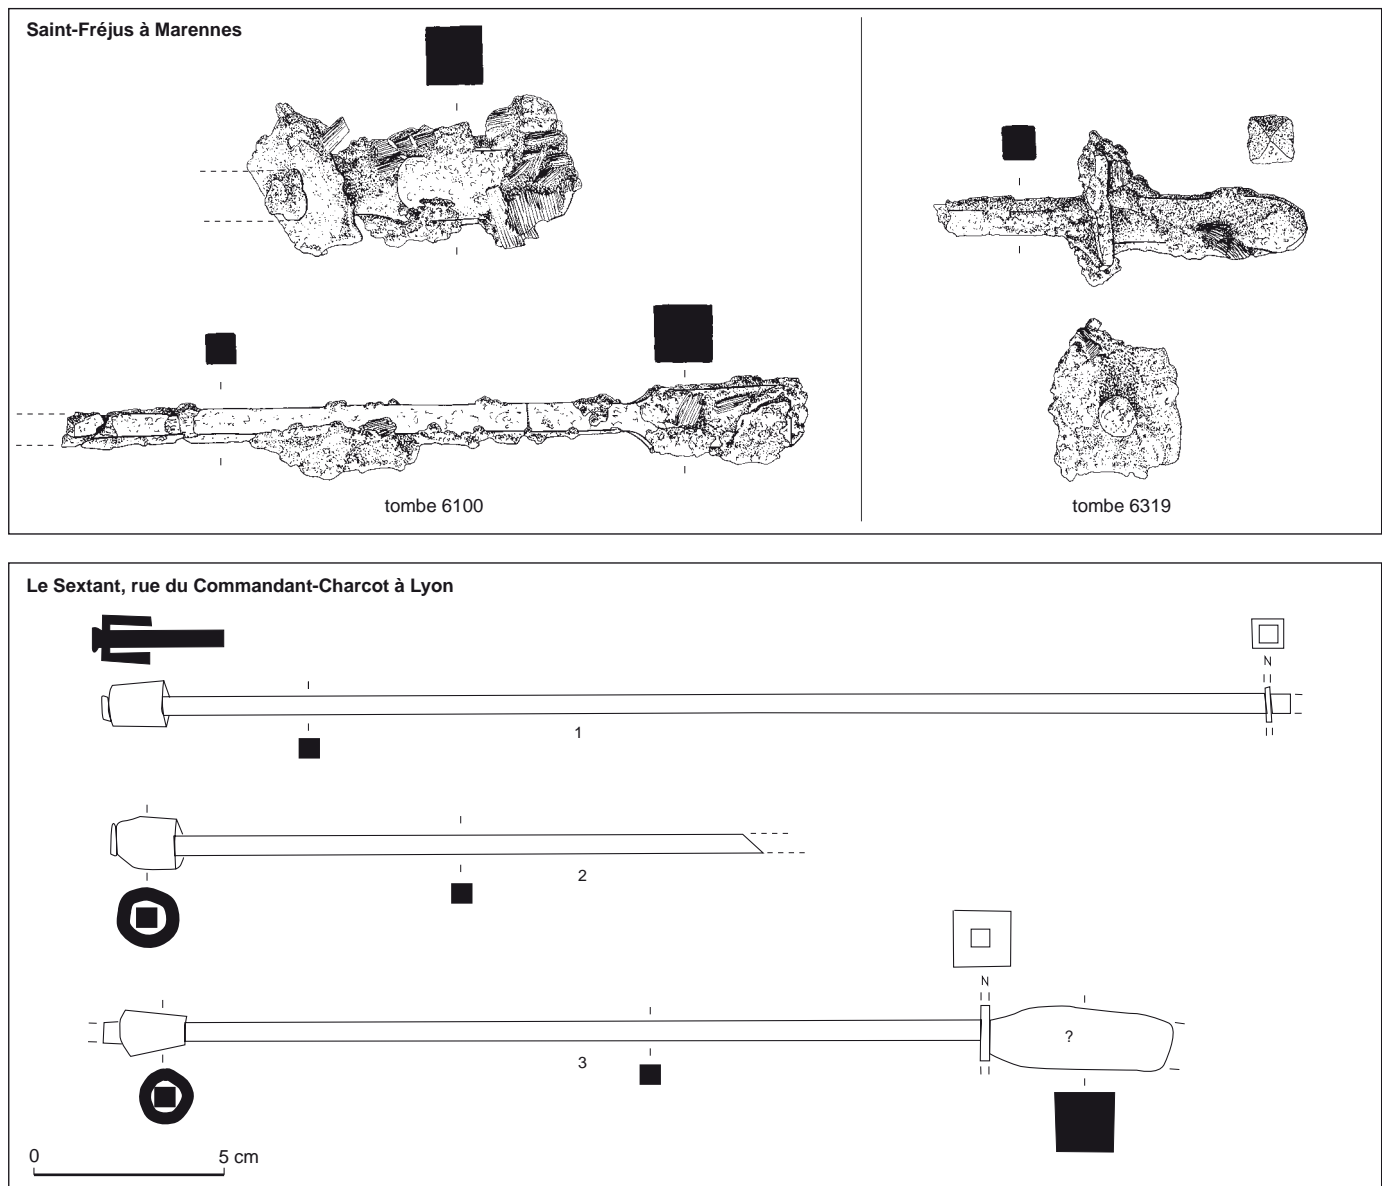 Saint-Fréjus à Marennes
tombe 6100
tombe 6319
Le Sextant, rue du Commandant-Charcot à Lyon
N
1
2
N
?
3
0 5 cm